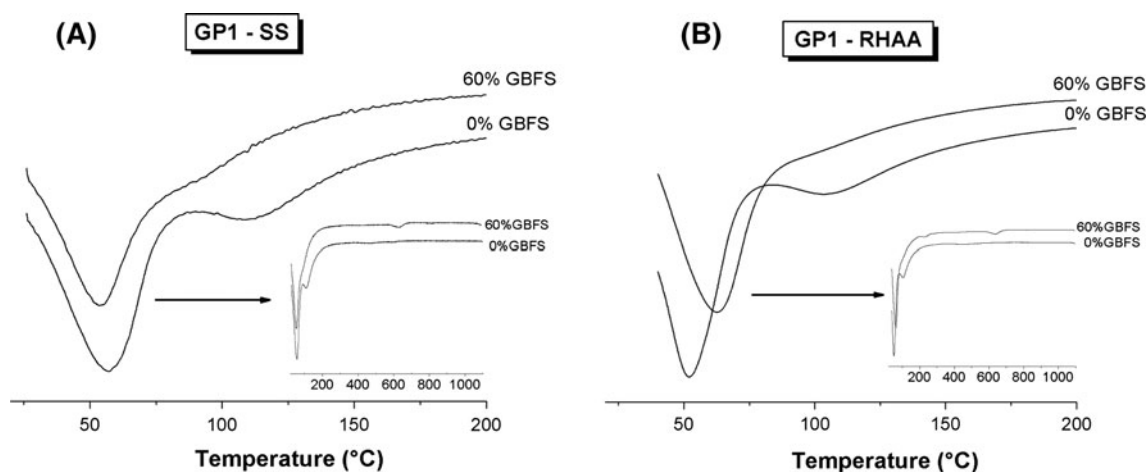 (A)
GP1 - SS
60% GBFS
0% GBFS
60%GBFS
0%GBFS
200 400 600 800 1000
50 100 150 200
Temperature (°C)
(B)
GP1 - RHAA
60% GBFS
0% GBFS
60%GBFS
0%GBFS
200 400 600 800 1000
50 100 150 200
Temperature (°C)